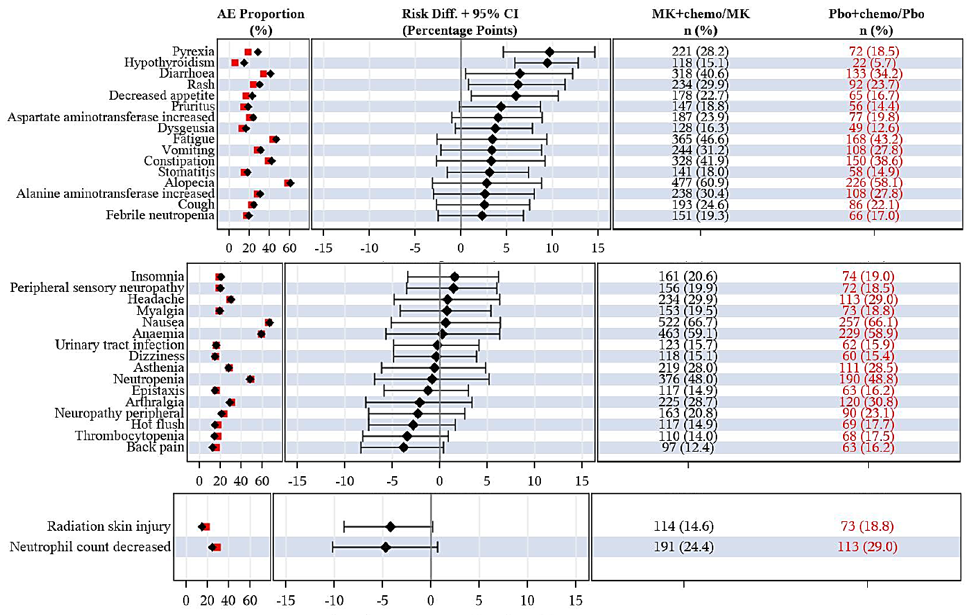 AE Proportion Risk Diff. + 95% CI MK+chemo/MK Pbo+chemo/Pbo
(%) (Percentage Points) n (%) n (%)
Pyrexia 221 (28.2) 72 (18.5)
Hypothyroidism 118 (15.1) 22 (5.7)
Diarrhoea 318 (40.6) 133 (34.2)
Rash 234 (29.9) 92 (23.7)
Decreased appetite 178 (22.7) 65 (16.7)
Pruritus 147 (18.8) 56 (14.4)
Aspartate aminotransferase increased 187 (23.9) 77 (19.8)
Dysgeusia 128 (16.3) 49 (12.6)
Fatigue 365 (46.6) 168 (43.2)
Vomiting 244 (31.2) 108 (27.8)
Constipation 328 (41.9) 150 (38.6)
Stomatitis 141 (18.0) 58 (14.9)
Alopecia 477 (60.9) 226 (58.1)
Alanine aminotransferase increased 238 (30.4) 108 (27.8)
Cough 193 (24.6) 86 (22.1)
Febrile neutropenia 151 (19.3) 66 (17.0)
0 20 40 60 -15 -10 -5 0 5 10 15
Insomnia 161 (20.6) 74 (19.0)
Peripheral sensory neuropathy 156 (19.9) 72 (18.5)
Headache 234 (29.9) 113 (29.0)
Myalgia 153 (19.5) 73 (18.8)
Nausea 522 (66.7) 257 (66.1)
Anaemia 463 (59.1) 229 (58.9)
Urinary tract infection 123 (15.7) 62 (15.9)
Dizziness 118 (15.1) 60 (15.4)
Asthenia 219 (28.0) 111 (28.5)
Neutropenia 376 (48.0) 190 (48.8)
Epistaxis 117 (14.9) 63 (16.2)
Arthralgia 225 (28.7) 120 (30.8)
Neuropathy peripheral 163 (20.8) 90 (23.1)
Hot flush 117 (14.9) 69 (17.7)
Thrombocytopenia 110 (14.0) 68 (17.5)
Back pain 97 (12.4) 63 (16.2)
0 20 40 60 -15 -10 -5 0 5 10 15
Radiation skin injury 114 (14.6) 73 (18.8)
Neutrophil count decreased 191 (24.4) 113 (29.0)
0 20 40 60 -15 -10 -5 0 5 10 15